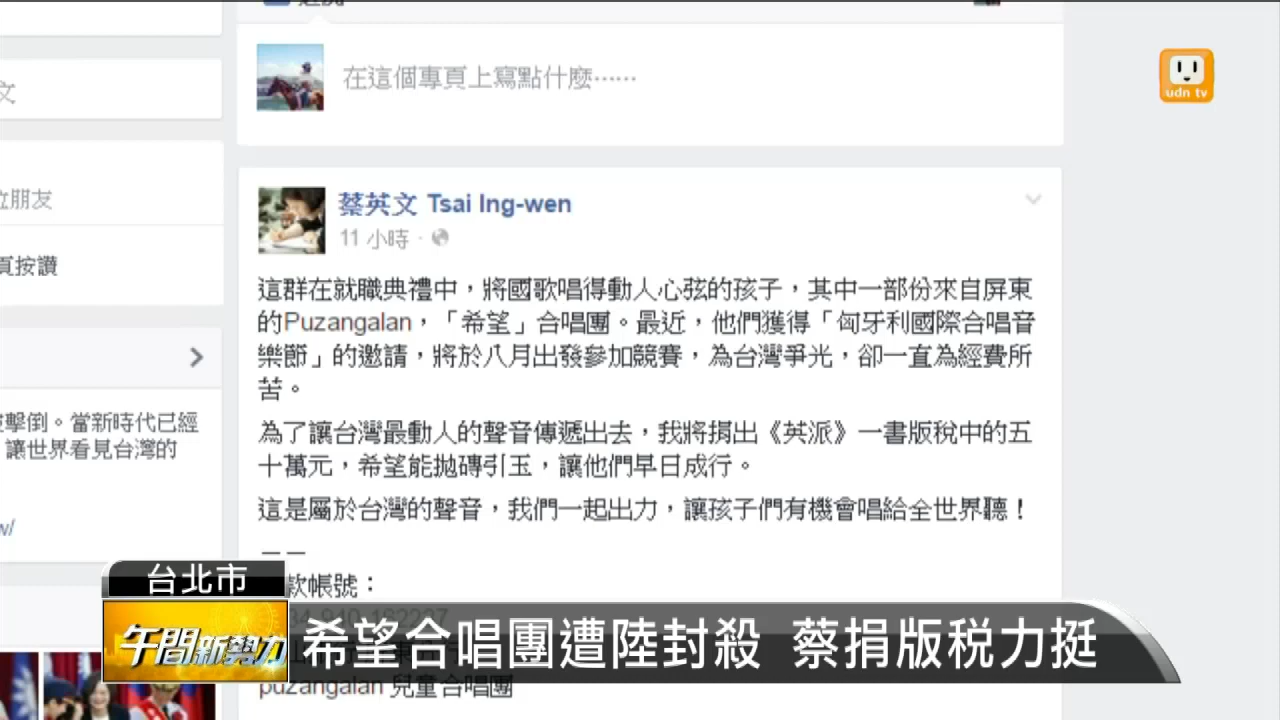 在這個專頁上寫點什麼……
udn tv
文
位朋友
頁按讚
擊倒。當新時代已經
讓世界看見台灣的
w/
蔡英文 Tsai Ing-wen
11 小時 ·
這群在就職典禮中，將國歌唱得動人心弦的孩子，其中一部份來自屏東
的Puzangalan，「希望」合唱團。最近，他們獲得「匈牙利國際合唱音
樂節」的邀請，將於八月出發參加競賽，為台灣爭光，卻一直為經費所
苦。
為了讓台灣最動人的聲音傳遞出去，我將捐出《英派》一書版稅中的五
十萬元，希望能拋磚引玉，讓他們早日成行。
這是屬於台灣的聲音，我們一起出力，讓孩子們有機會唱給全世界聽！
——
款帳號：
puzangalan 兒童合唱團
台北市
午間新勢力
希望合唱團遭陸封殺 蔡捐版税力挺